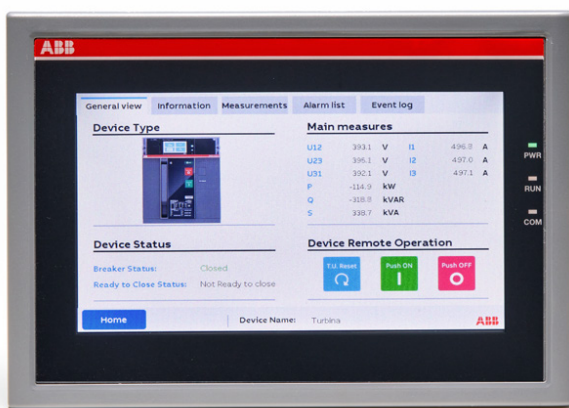 ABB
General view Information Measurements Alarm list Event log
Device Type
Main measures
U12 393.1 V I1 496.8 A
U23 396.1 V I2 497.0 A
U31 392.1 V I3 497.1 A
P -114.9 kW
Q -318.8 kVAR
S 338.7 kVA
PWR
RUN
COM
Device Status
Device Remote Operation
Breaker Status: Closed
Ready to Close Status: Not Ready to close
T.U. Reset Push ON Push OFF
I O
Home
Device Name: Turbina
ABB